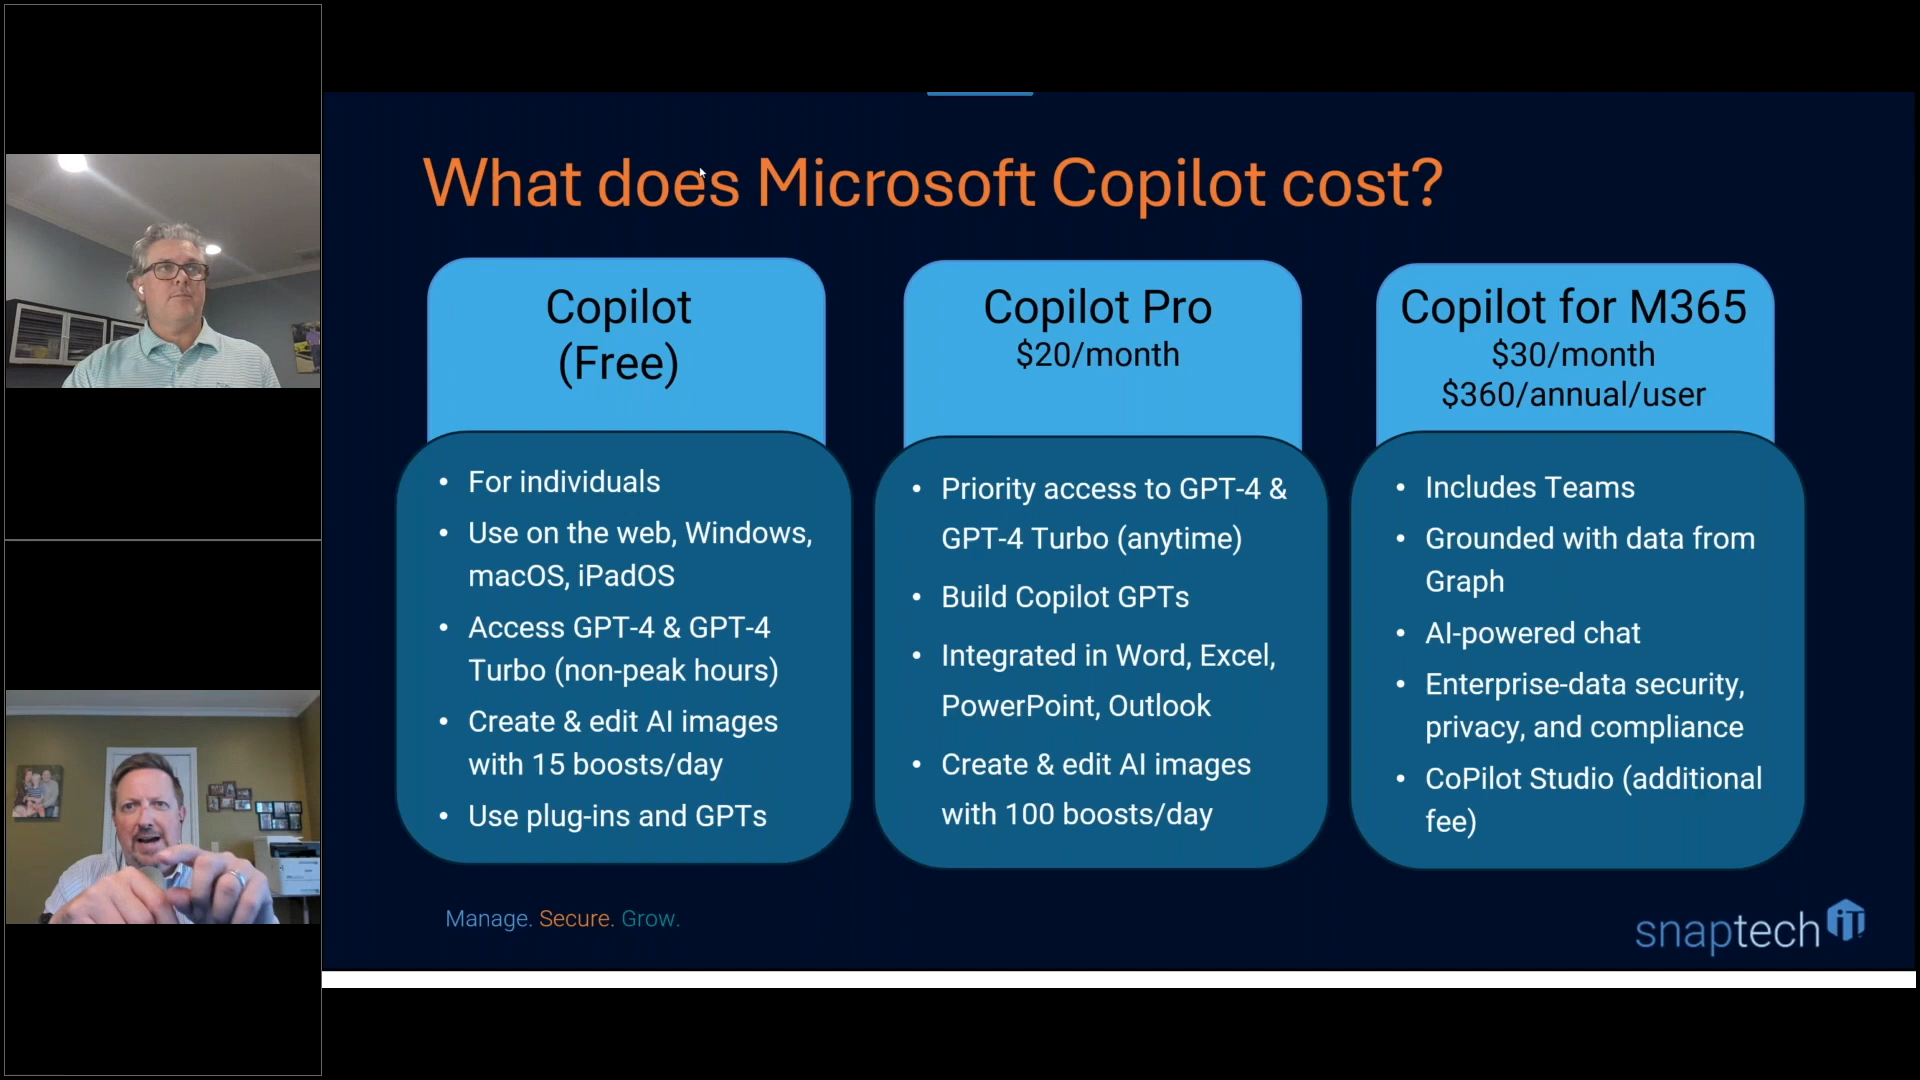 What does Microsoft Copilot cost?
Copilot
(Free)
• For individuals
• Use on the web, Windows,
macOS, iPadOS
• Access GPT-4 & GPT-4
Turbo (non-peak hours)
• Create & edit AI images
with 15 boosts/day
• Use plug-ins and GPTs
Copilot Pro
$20/month
• Priority access to GPT-4 &
GPT-4 Turbo (anytime)
• Build Copilot GPTs
• Integrated in Word, Excel,
PowerPoint, Outlook
• Create & edit AI images
with 100 boosts/day
Copilot for M365
$30/month
$360/annual/user
• Includes Teams
• Grounded with data from
Graph
• AI-powered chat
• Enterprise-data security,
privacy, and compliance
• CoPilot Studio (additional
fee)
Manage. Secure. Grow.
snaptech iT